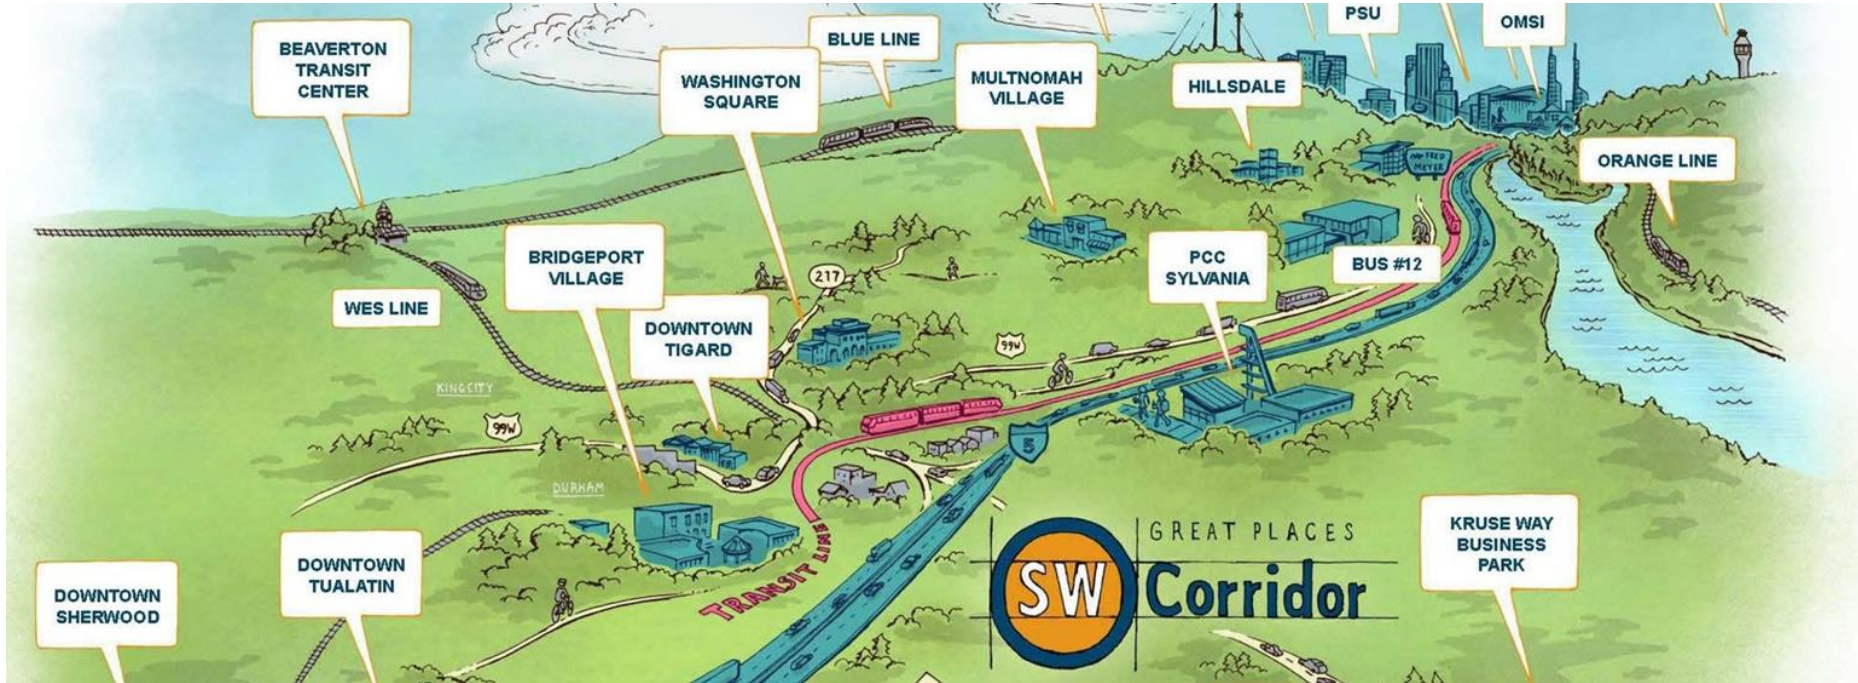 PSU
OMSI
BLUE LINE
BEAVERTON
TRANSIT
CENTER
WASHINGTON
SQUARE
MULTNOMAH
VILLAGE
HILLSDALE
FRED
MEYER
ORANGE LINE
BRIDGEPORT
VILLAGE
217
PCC
SYLVANIA
BUS #12
WES LINE
DOWNTOWN
TIGARD
99W
KING CITY
99W
5
DURHAM
GREAT PLACES
SW Corridor
TRANSIT LINE
KRUSE WAY
BUSINESS
PARK
DOWNTOWN
TUALATIN
DOWNTOWN
SHERWOOD